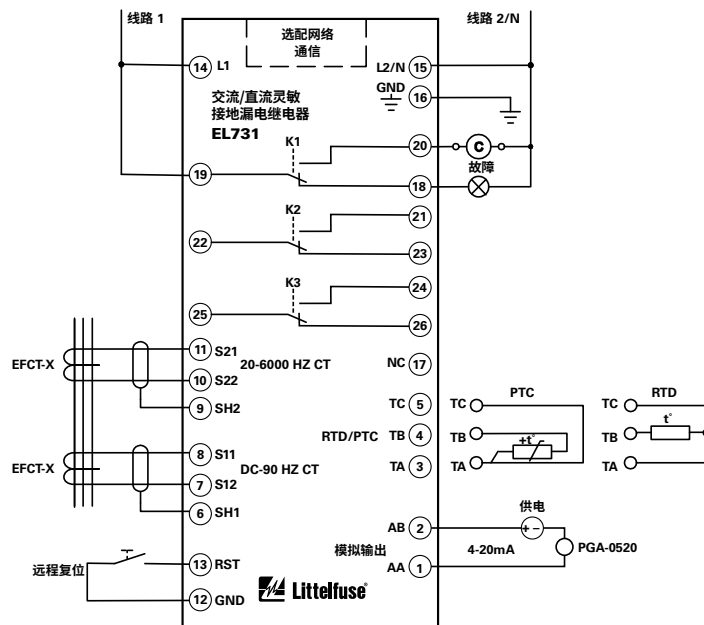 线路 1
选配网络
通信
线路 2/N
14 L1
L2/N 15
GND
16
交流/直流灵敏
接地漏电继电器
EL731
K1
20
C
故障
19
18
K2
21
22
23
K3
24
25
26
EFCT-X
11 S21
20-6000 HZ CT
10 S22
9 SH2
NC 17
TC 5
RTD/PTC TB 4
TA 3
PTC
TC
TB
+t°
TA
RTD
TC
t°
TB
TA
EFCT-X
8 S11
DC-90 HZ CT
7 S12
6 SH1
AB 2
供电
+ −
模拟输出
4-20mA
PGA-0520
AA 1
远程复位
13 RST
12 GND
Littelfuse®